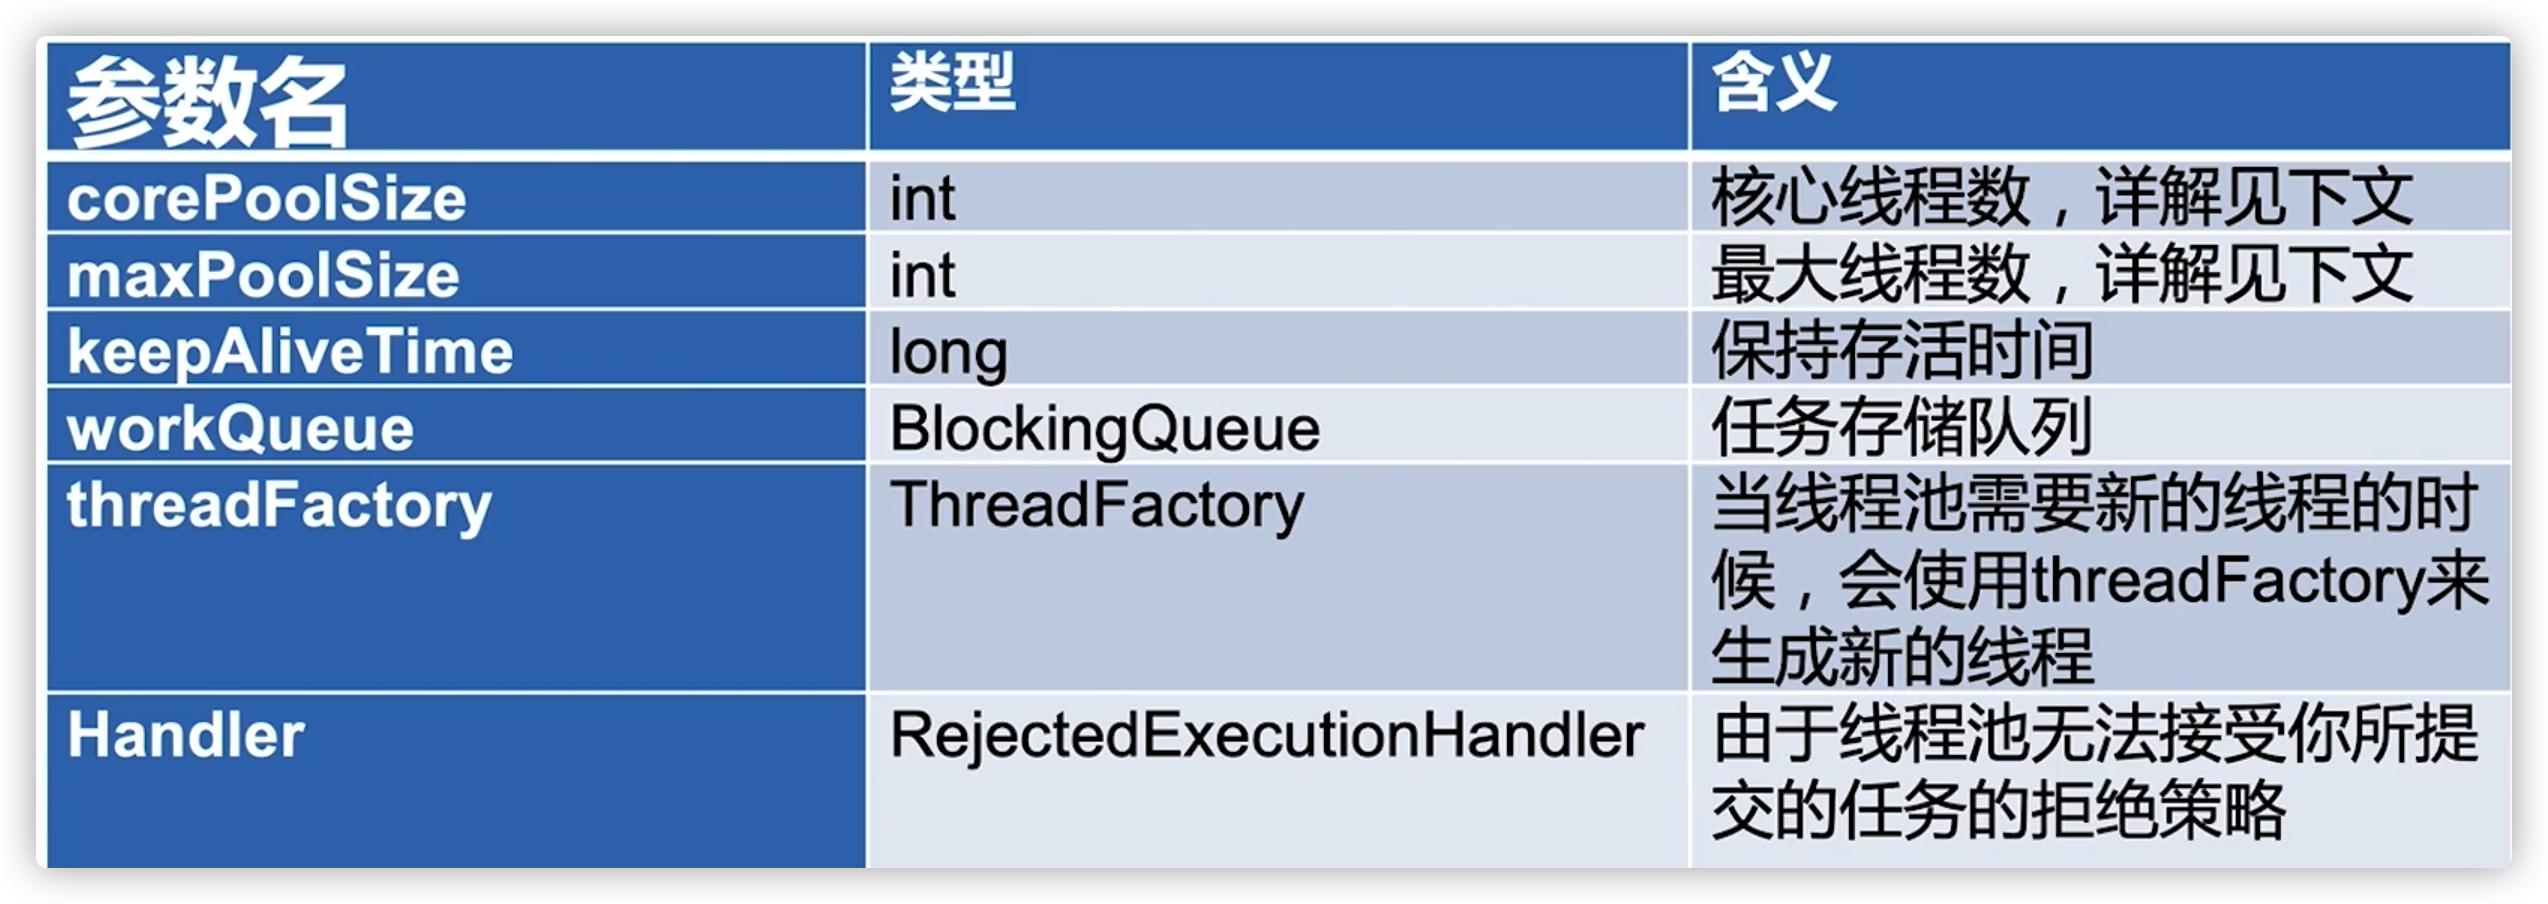 参数名 类型 含义
corePoolSize int 核心线程数，详解见下文
maxPoolSize int 最大线程数，详解见下文
keepAliveTime long 保持存活时间
workQueue BlockingQueue 任务存储队列
threadFactory ThreadFactory 当线程池需要新的线程的时
候，会使用threadFactory来
生成新的线程
Handler RejectedExecutionHandler 由于线程池无法接受你所提
交的任务的拒绝策略